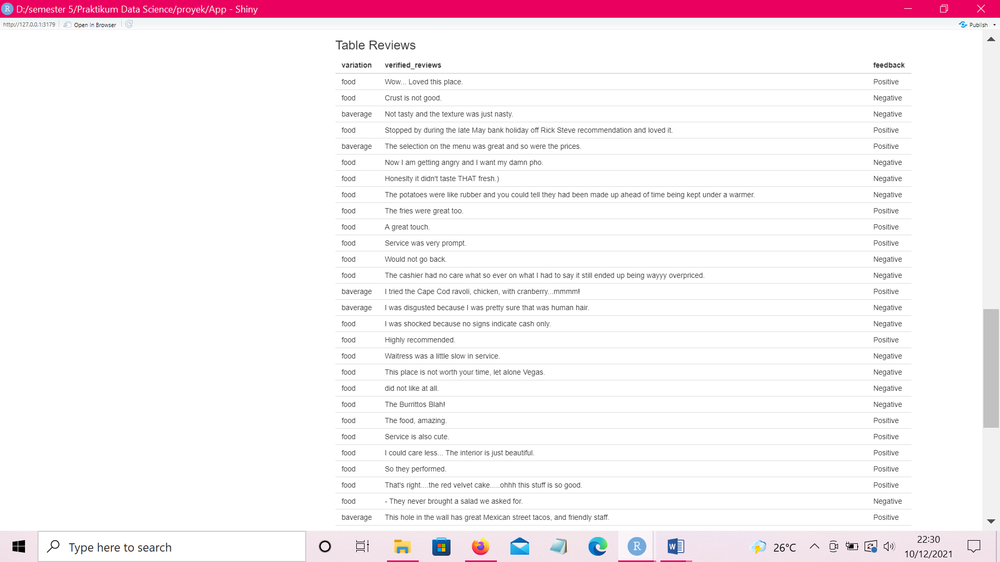 D:/semester 5/Praktikum Data Science/proyek/App - Shiny
http://127.0.0.1:3179 Open in Browser Publish
Table Reviews
variation verified_reviews feedback
food Wow... Loved this place. Positive
food Crust is not good. Negative
baverage Not tasty and the texture was just nasty. Negative
food Stopped by during the late May bank holiday off Rick Steve recommendation and loved it. Positive
baverage The selection on the menu was great and so were the prices. Positive
food Now I am getting angry and I want my damn pho. Negative
food Honeslty it didn't taste THAT fresh.) Negative
food The potatoes were like rubber and you could tell they had been made up ahead of time being kept under a warmer. Negative
food The fries were great too. Positive
food A great touch. Positive
food Service was very prompt. Positive
food Would not go back. Negative
food The cashier had no care what so ever on what I had to say it still ended up being wayyy overpriced. Negative
baverage I tried the Cape Cod ravoli, chicken, with cranberry...mmmm! Positive
baverage I was disgusted because I was pretty sure that was human hair. Negative
food I was shocked because no signs indicate cash only. Negative
food Highly recommended. Positive
food Waitress was a little slow in service. Negative
food This place is not worth your time, let alone Vegas. Negative
food did not like at all. Negative
food The Burrittos Blah! Negative
food The food, amazing. Positive
food Service is also cute. Positive
food I could care less... The interior is just beautiful. Positive
food So they performed. Positive
food That's right....the red velvet cake.....ohhh this stuff is so good. Positive
food - They never brought a salad we asked for. Negative
baverage This hole in the wall has great Mexican street tacos, and friendly staff. Positive
Type here to search 26°C 22:30
10/12/2021